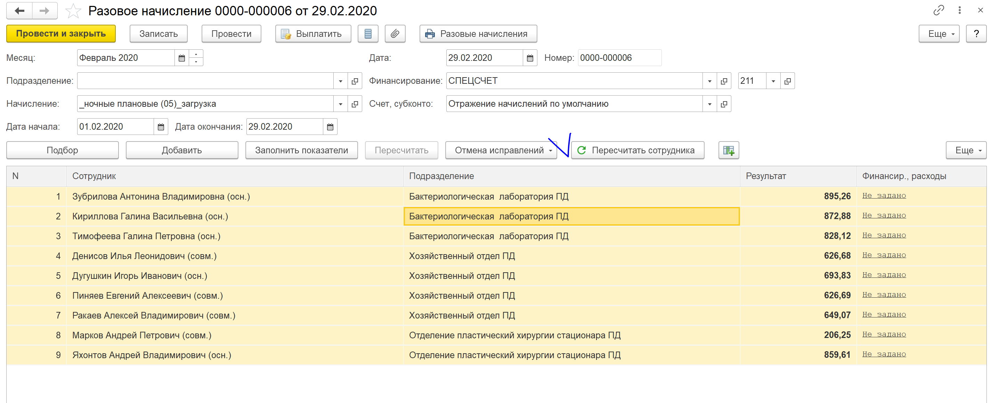 Разовое начисление 0000-000006 от 29.02.2020
Провести и закрыть Записать Провести Выплатить Разовые начисления Еще ?
Месяц: Февраль 2020 Дата: 29.02.2020 Номер: 0000-000006
Подразделение: Финансирование: СПЕЦСЧЕТ 211
Начисление: _ночные плановые (05)_загрузка Счет, субконто: Отражение начислений по умолчанию
Дата начала: 01.02.2020 Дата окончания: 29.02.2020
Подбор Добавить Заполнить показатели Пересчитать Отмена исправлений Пересчитать сотрудника Еще
N Сотрудник Подразделение Результат Финансир., расходы
1 Зубрилова Антонина Владимировна (осн.) Бактериологическая лаборатория ПД 895,26 Не задано
2 Кириллова Галина Васильевна (осн.) Бактериологическая лаборатория ПД 872,88 Не задано
3 Тимофеева Галина Петровна (осн.) Бактериологическая лаборатория ПД 828,12 Не задано
4 Денисов Илья Леонидович (совм.) Хозяйственный отдел ПД 626,68 Не задано
5 Дугушкин Игорь Иванович (осн.) Хозяйственный отдел ПД 693,83 Не задано
6 Пиняев Евгений Алексеевич (совм.) Хозяйственный отдел ПД 626,69 Не задано
7 Ракаев Алексей Владимирович (совм.) Хозяйственный отдел ПД 649,07 Не задано
8 Марков Андрей Петрович (совм.) Отделение пластический хирургии стационара ПД 206,25 Не задано
9 Яхонтов Андрей Владимирович (осн.) Отделение пластический хирургии стационара ПД 859,61 Не задано